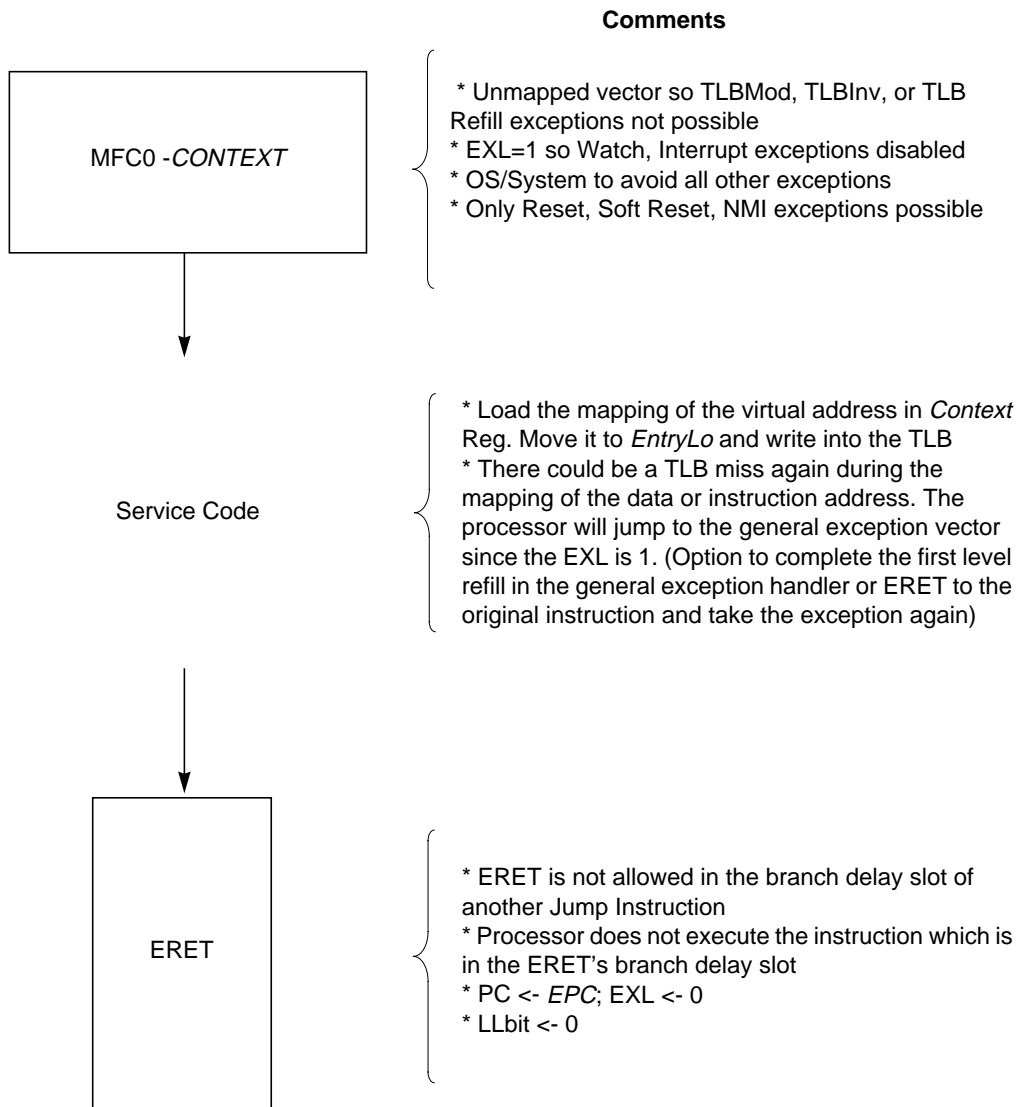 Comments
MFC0 -CONTEXT
* Unmapped vector so TLBMod, TLBInv, or TLB
Refill exceptions not possible
* EXL=1 so Watch, Interrupt exceptions disabled
* OS/System to avoid all other exceptions
* Only Reset, Soft Reset, NMI exceptions possible
Service Code
* Load the mapping of the virtual address in Context
Reg. Move it to EntryLo and write into the TLB
* There could be a TLB miss again during the
mapping of the data or instruction address. The
processor will jump to the general exception vector
since the EXL is 1. (Option to complete the first level
refill in the general exception handler or ERET to the
original instruction and take the exception again)
ERET
* ERET is not allowed in the branch delay slot of
another Jump Instruction
* Processor does not execute the instruction which is
in the ERET's branch delay slot
* PC <- EPC; EXL <- 0
* LLbit <- 0